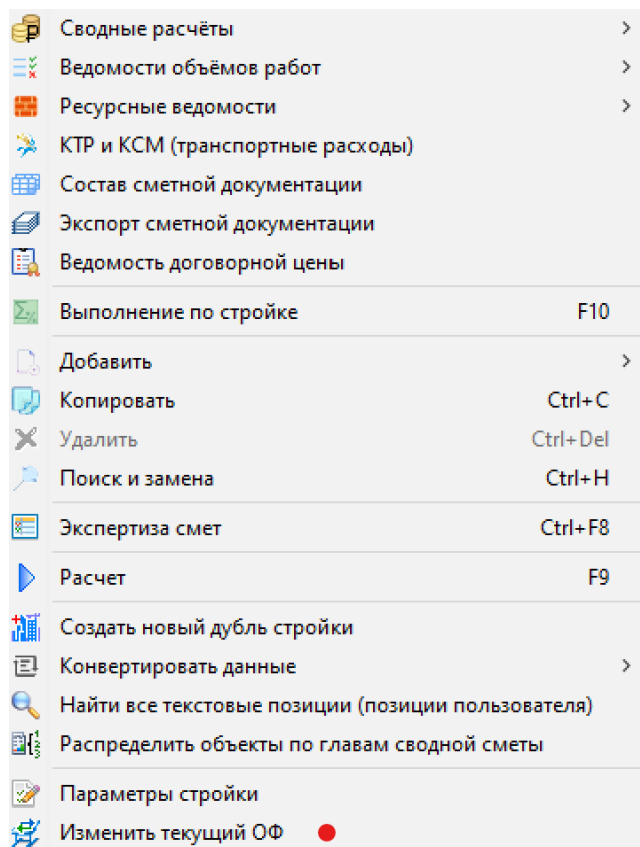 Сводные расчёты
Ведомости объёмов работ
Ресурсные ведомости
КТР и КСМ (транспортные расходы)
Состав сметной документации
Экспорт сметной документации
Ведомость договорной цены
Выполнение по стройке F10
Добавить
Копировать Ctrl+C
Удалить Ctrl+Del
Поиск и замена Ctrl+H
Экспертиза смет Ctrl+F8
Расчет F9
Создать новый дубль стройки
Конвертировать данные
Найти все текстовые позиции (позиции пользователя)
Распределить объекты по главам сводной сметы
Параметры стройки
Изменить текущий ОФ